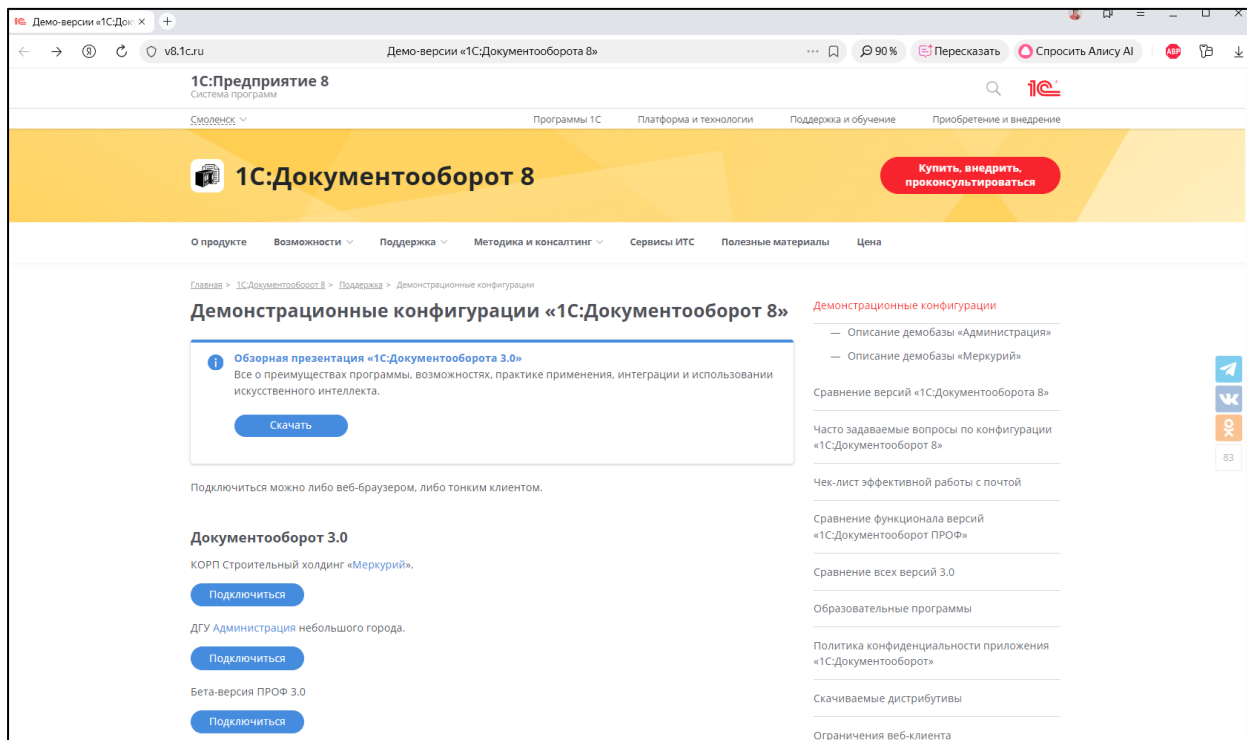 1С Демо-версии «1С:Док
v8.1c.ru
Демо-версии «1С:Документооборота 8»
90 %
Пересказать
Спросить Алису AI
ABP
1С:Предприятие 8
Система программ
1С
Смоленск
Программы 1С
Платформа и технологии
Поддержка и обучение
Приобретение и внедрение
1С:Документооборот 8
Купить, внедрить,
проконсультироваться
О продукте
Возможности
Поддержка
Методика и консалтинг
Сервисы ИТС
Полезные материалы
Цена
Главная > 1С:Документооборот 8 > Поддержка > Демонстрационные конфигурации
Демонстрационные конфигурации «1С:Документооборот 8»
Обзорная презентация «1С:Документооборота 3.0»
Все о преимуществах программы, возможностях, практике применения, интеграции и использовании
искусственного интеллекта.
Скачать
Подключиться можно либо веб-браузером, либо тонким клиентом.
Документооборот 3.0
КОРП Строительный холдинг «Меркурий».
Подключиться
ДГУ Администрация небольшого города.
Подключиться
Бета-версия ПРОФ 3.0
Подключиться
Демонстрационные конфигурации
— Описание демобазы «Администрация»
— Описание демобазы «Меркурий»
Сравнение версий «1С:Документооборота 8»
Часто задаваемые вопросы по конфигурации
«1С:Документооборот 8»
Чек-лист эффективной работы с почтой
Сравнение функционала версий
«1С:Документооборот ПРОФ»
Сравнение всех версий 3.0
Образовательные программы
Политика конфиденциальности приложения
«1С:Документооборот»
Скачиваемые дистрибутивы
Ограничения веб-клиента
83